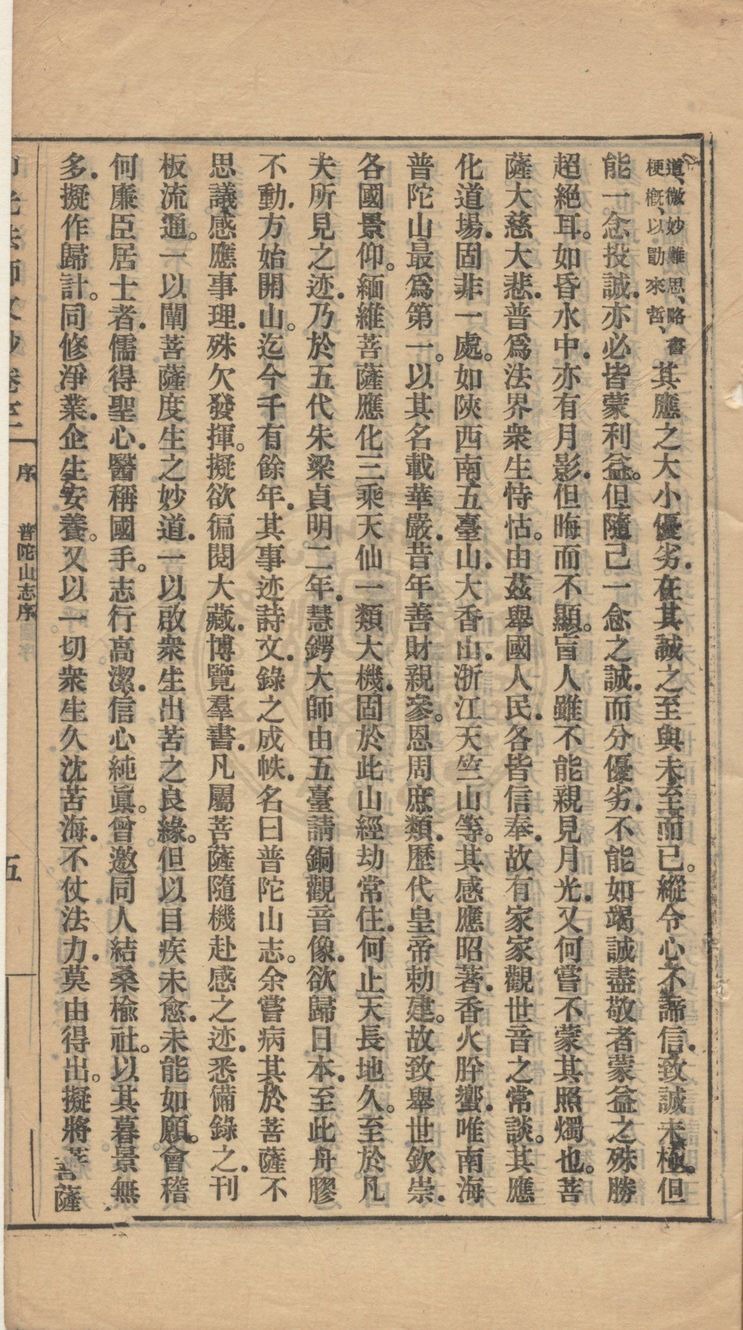 道、微妙難思、略書
梗概、以勖來哲、
其應之大小優劣.在其誠之至與未至而已。縱令心不諦信.致誠未極.但
能一念投誠.亦必皆蒙利益。但隨己一念之誠.而分優劣.不能如竭誠盡敬者蒙益之殊勝
超絕耳。如昏水中.亦有月影.但晦而不顯。盲人雖不能親見月光.又何嘗不蒙其照燭也。菩
薩大慈大悲.普爲法界衆生恃怙。由茲舉國人民.各皆信奉.故有家家觀世音之常談。其應
化道場.固非一處。如陝西南五臺山.大香山.浙江天竺山等。其感應昭著.香火肸蠁.唯南海
普陀山最爲第一。以其名載華嚴.昔年善財親參。恩周庶類.歷代皇帝勅建。故致舉世欽崇.
各國景仰。緬維菩薩應化三乘天仙一類大機.固於此山經劫常住.何止天長地久。至於凡
夫所見之迹.乃於五代朱梁貞明二年.慧鍔大師由五臺請銅觀音像.欲歸日本.至此舟膠
不動.方始開山。迄今千有餘年.其事迹詩文.錄之成帙.名曰普陀山志。余嘗病其於菩薩不
思議感應事理.殊欠發揮。擬欲徧閱大藏.博覽羣書.凡屬菩薩隨機赴感之迹.悉備錄之.刊
板流通。一以闡菩薩度生之妙道.一以啟衆生出苦之良緣。但以目疾未愈.未能如願。會稽
何廉臣居士者.儒得聖心.醫稱國手。志行高潔.信心純眞。曾邀同人結桑楡社。以其暮景無
多.擬作歸計。同修淨業.企生安養。又以一切衆生久沈苦海.不仗法力.莫由得出。擬將菩薩
法師文鈔卷三
序
普陀山志序
五